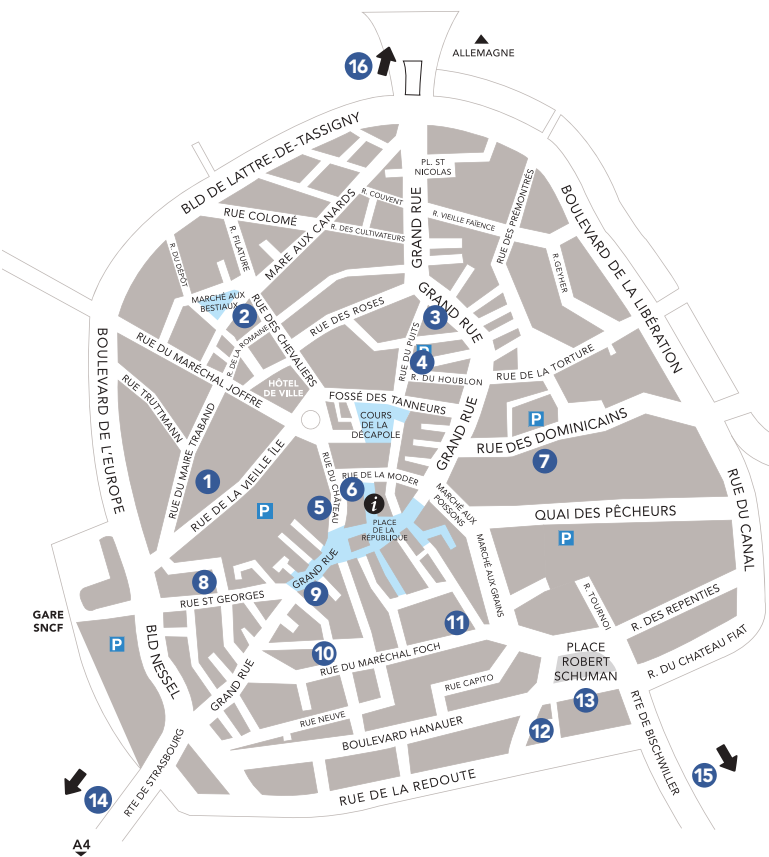 16
ALLEMAGNE
BLD DE LATTRE-DE-TASSIGNY
PL. ST
NICOLAS
RUE COLOMÉ
R. FILATURE
R. DU DÉPÔT
MARE AUX CANARDS
R. COUVENT
R. DES CULTIVATEURS
GRAND RUE
R. VIEILLE FAÏENCE
RUE DES PRÉMONTRÉS
R.GEYHER
BOULEVARD DE LA LIBÉRATION
MARCHÉ AUX
BESTIAUX
2
RUE DES CHEVALIERS
R. DE LA ROMAINE
RUE DES ROSES
GRAND RUE
3
RUE DU PUITS
P
4
R. DU HOUBLON
RUE DE LA TORTURE
RUE DU MARÉCHAL JOFFRE
BOULEVARD DE L'EUROPE
RUE TRUTTMANN
RUE DU MAIRE TRABAND
HÔTEL
DE VILLE
FOSSÉ DES TANNEURS
COURS
DE LA
DÉCAPOLE
GRAND RUE
P
RUE DES DOMINICAINS
7
1
RUE DE LA VIEILLE ÎLE
P
RUE DU CHATEAU
5
RUE DE LA MODER
6
i
PLACE
DE LA
RÉPUBLIQUE
MARCHÉ AUX
POISSONS
QUAI DES PÊCHEURS
P
RUE DU CANAL
MARCHÉ AUX GRAINS
8
RUE ST GEORGES
GRAND RUE
9
GARE
SNCF
P
BLD NESSEL
10
RUE DU MARÉCHAL FOCH
11
R. TOURNOI
R. DES REPENTIES
R. DU CHATEAU FIAT
PLACE
ROBERT
SCHUMAN
13
12
GRAND RUE
RUE CAPITO
RUE NEUVE
BOULEVARD HANAUER
RUE DE LA REDOUTE
RTE DE STRASBOURG
RTE DE BISCHWILLER
14
15
A4